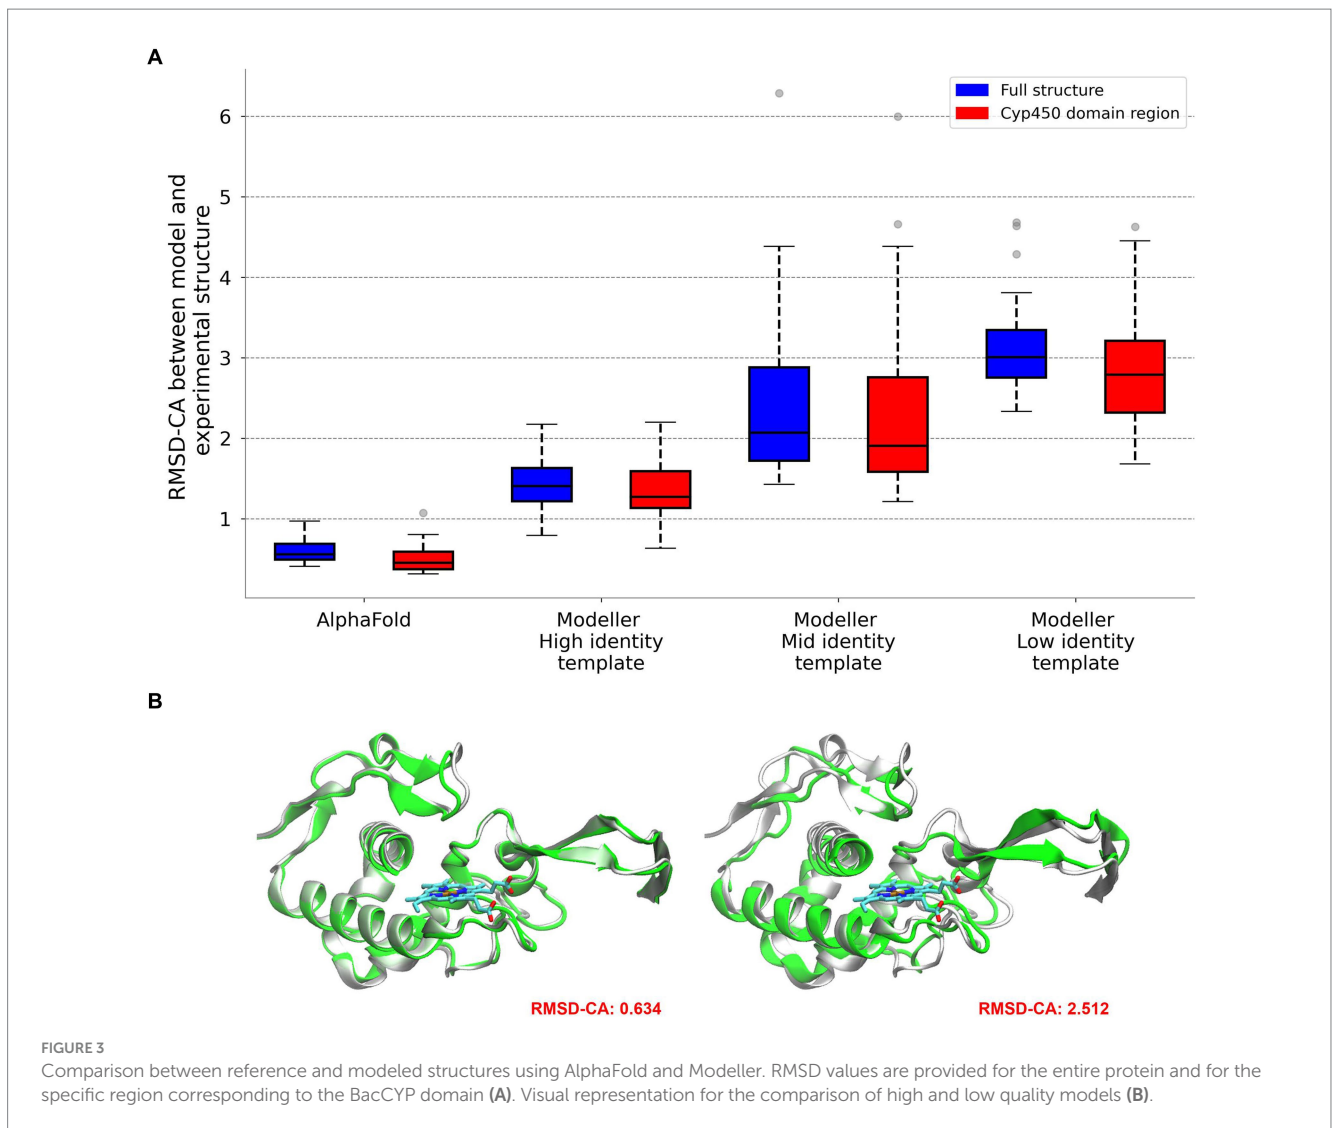 A
RMSD-CA between model and
experimental structure
6
5
4
3
2
1
Full structure
Cyp450 domain region
AlphaFold
Modeller
High identity
template
Modeller
Mid identity
template
Modeller
Low identity
template
B
RMSD-CA: 0.634
RMSD-CA: 2.512
FIGURE 3
Comparison between reference and modeled structures using AlphaFold and Modeller. RMSD values are provided for the entire protein and for the
specific region corresponding to the BacCYP domain (A). Visual representation for the comparison of high and low quality models (B).